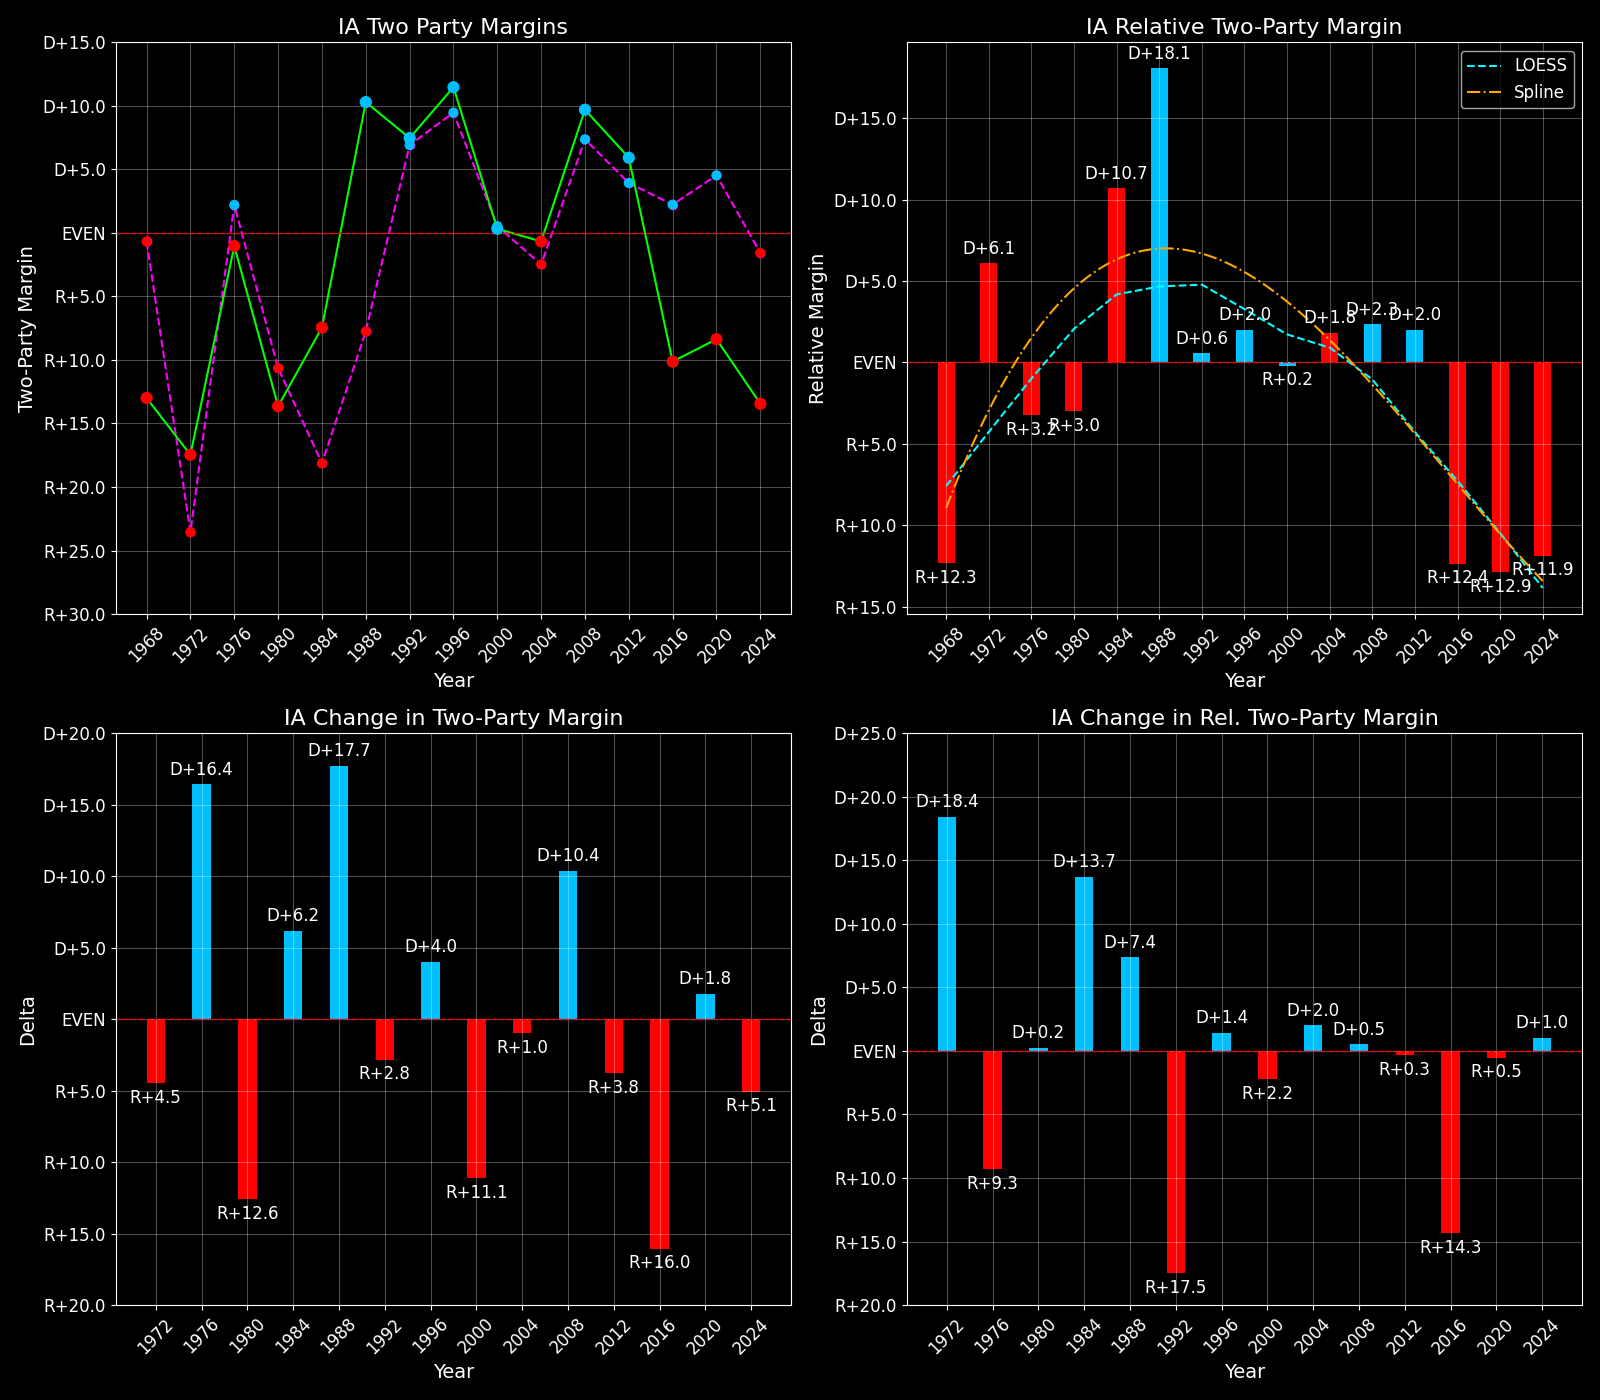 IA Two Party Margins
D+15.0
D+10.0
D+5.0
EVEN
R+5.0
R+10.0
R+15.0
R+20.0
R+25.0
R+30.0
Two-Party Margin
1968 1972 1976 1980 1984 1988 1992 1996 2000 2004 2008 2012 2016 2020 2024
Year
IA Relative Two-Party Margin
LOESS
Spline
D+15.0
D+10.0
D+5.0
EVEN
R+5.0
R+10.0
R+15.0
Relative Margin
R+12.3 D+6.1 R+3.2 R+3.0 D+10.7 D+18.1 D+0.6 D+2.0 R+0.2 D+1.8 D+2.3 D+2.0 R+12.4 R+12.9 R+11.9
1968 1972 1976 1980 1984 1988 1992 1996 2000 2004 2008 2012 2016 2020 2024
Year
IA Change in Two-Party Margin
D+20.0
D+15.0
D+10.0
D+5.0
EVEN
R+5.0
R+10.0
R+15.0
R+20.0
Delta
R+4.5 D+16.4 R+12.6 D+6.2 D+17.7 R+2.8 D+4.0 R+11.1 R+1.0 D+10.4 R+3.8 R+16.0 D+1.8 R+5.1
1972 1976 1980 1984 1988 1992 1996 2000 2004 2008 2012 2016 2020 2024
Year
IA Change in Rel. Two-Party Margin
D+25.0
D+20.0
D+15.0
D+10.0
D+5.0
EVEN
R+5.0
R+10.0
R+15.0
R+20.0
Delta
D+18.4 R+9.3 D+0.2 D+13.7 D+7.4 R+17.5 D+1.4 R+2.2 D+2.0 D+0.5 R+0.3 R+14.3 R+0.5 D+1.0
1972 1976 1980 1984 1988 1992 1996 2000 2004 2008 2012 2016 2020 2024
Year